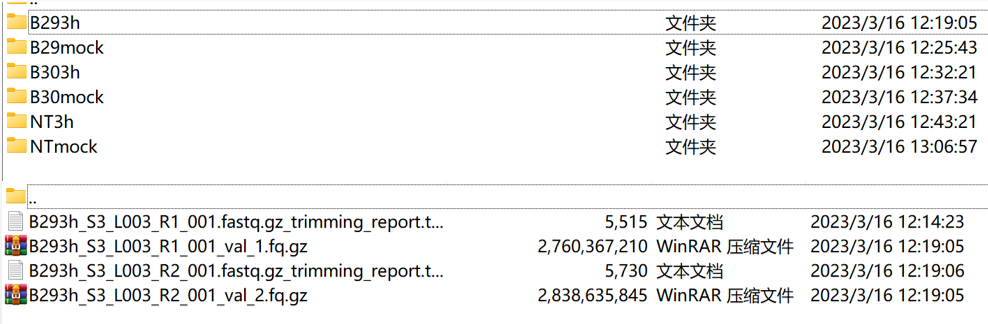 ..
B293h 文件夹 2023/3/16 12:19:05
B29mock 文件夹 2023/3/16 12:25:43
B303h 文件夹 2023/3/16 12:32:21
B30mock 文件夹 2023/3/16 12:37:34
NT3h 文件夹 2023/3/16 12:43:21
NTmock 文件夹 2023/3/16 13:06:57
..
B293h_S3_L003_R1_001.fastq.gz_trimming_report.t... 5,515 文本文档 2023/3/16 12:14:23
B293h_S3_L003_R1_001_val_1.fq.gz 2,760,367,210 WinRAR 压缩文件 2023/3/16 12:19:05
B293h_S3_L003_R2_001.fastq.gz_trimming_report.t... 5,730 文本文档 2023/3/16 12:19:06
B293h_S3_L003_R2_001_val_2.fq.gz 2,838,635,845 WinRAR 压缩文件 2023/3/16 12:19:05